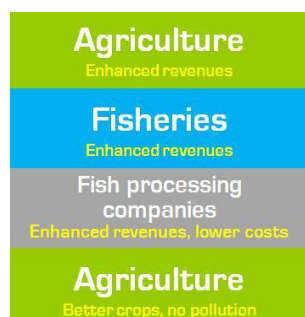 Agriculture
Enhanced revenues
Fisheries
Enhanced revenues
Fish processing
companies
Enhanced revenues, lower costs
Agriculture
Better crops, no pollution